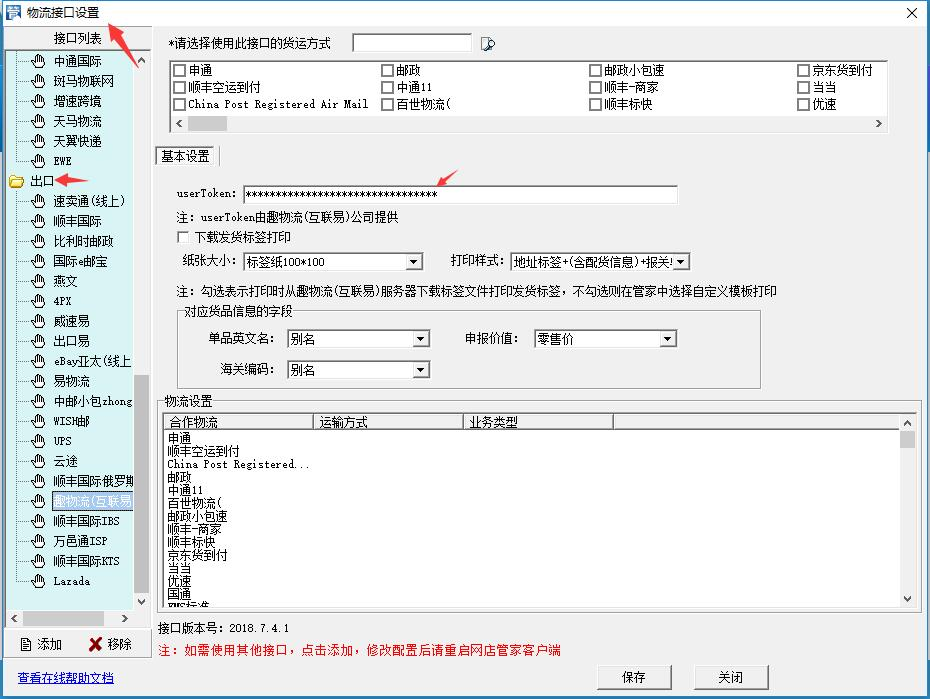 物流接口设置
接口列表
中通国际
斑马物联网
增速跨境
天马物流
天翼快递
EWE
出口
速卖通(线上)
顺丰国际
比利时邮政
国际e邮宝
燕文
4PX
威速易
出口易
eBay亚太(线上
易物流
中邮小包zhong
WISH邮
UPS
云途
顺丰国际俄罗斯
趣物流(互联易
顺丰国际IBS
万邑通ISP
顺丰国际KTS
Lazada
添加 移除
查看在线帮助文档
*请选择使用此接口的货运方式
申通 邮政 邮政小包速 京东货到付
顺丰空运到付 中通11 顺丰-商家 当当
China Post Registered Air Mail 百世物流( 顺丰标快 优速
基本设置
userToken: ********************************
注: userToken由趣物流(互联易)公司提供
下载发货标签打印
纸张大小: 标签纸100*100 打印样式: 地址标签+(含配货信息)+报关!
注: 勾选表示打印时从趣物流(互联易)服务器下载标签文件打印发货标签, 不勾选则在管家中选择自定义模板打印
对应货品信息的字段
单品英文名: 别名 申报价值: 零售价
海关编码: 别名
物流设置
合作物流 运输方式 业务类型
申通
顺丰空运到付
China Post Registered...
邮政
中通11
百世物流(
邮政小包速
顺丰-商家
顺丰标快
京东货到付
当当
优速
国通
EMS标准
接口版本号: 2018.7.4.1
注: 如需使用其他接口, 点击添加, 修改配置后请重启网店管家客户端
保存 关闭